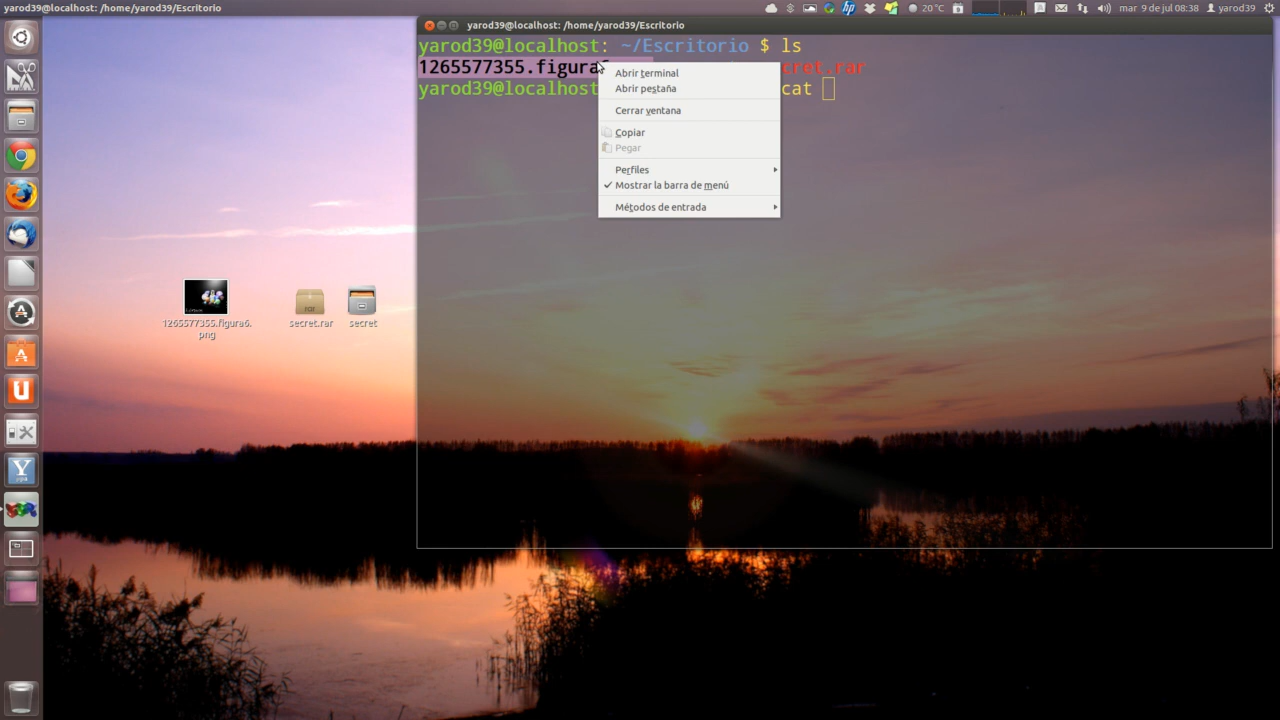 yarod39@localhost: /home/yarod39/Escritorio
hp 20°C A mar 9 de jul 08:38 yarod39
yarod39@localhost: /home/yarod39/Escritorio
yarod39@localhost: ~/Escritorio $ ls
1265577355.figura cret.rar
yarod39@localhost cat
Abrir terminal
Abrir pestaña
Cerrar ventana
Copiar
Pegar
Perfiles
Mostrar la barra de menú
Métodos de entrada
1265577355.figura6.
png
secret.rar
secret